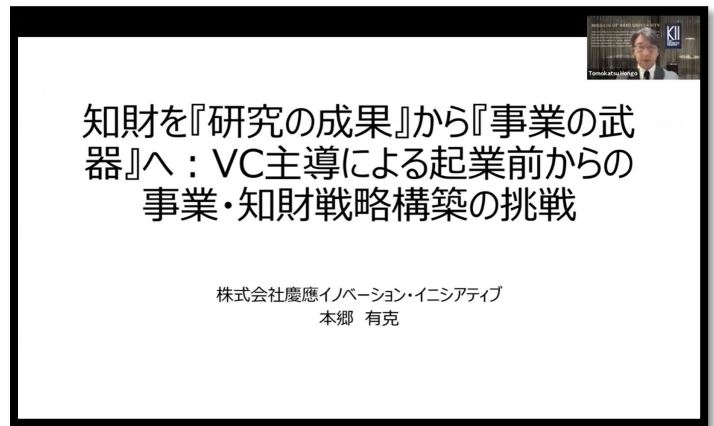 知財を『研究の成果』から『事業の武
器』へ：VC主導による起業前からの
事業・知財戦略構築の挑戦
株式会社慶應イノベーション・イニシアティブ
本郷　有克
KII
Tomokatsu Hongo